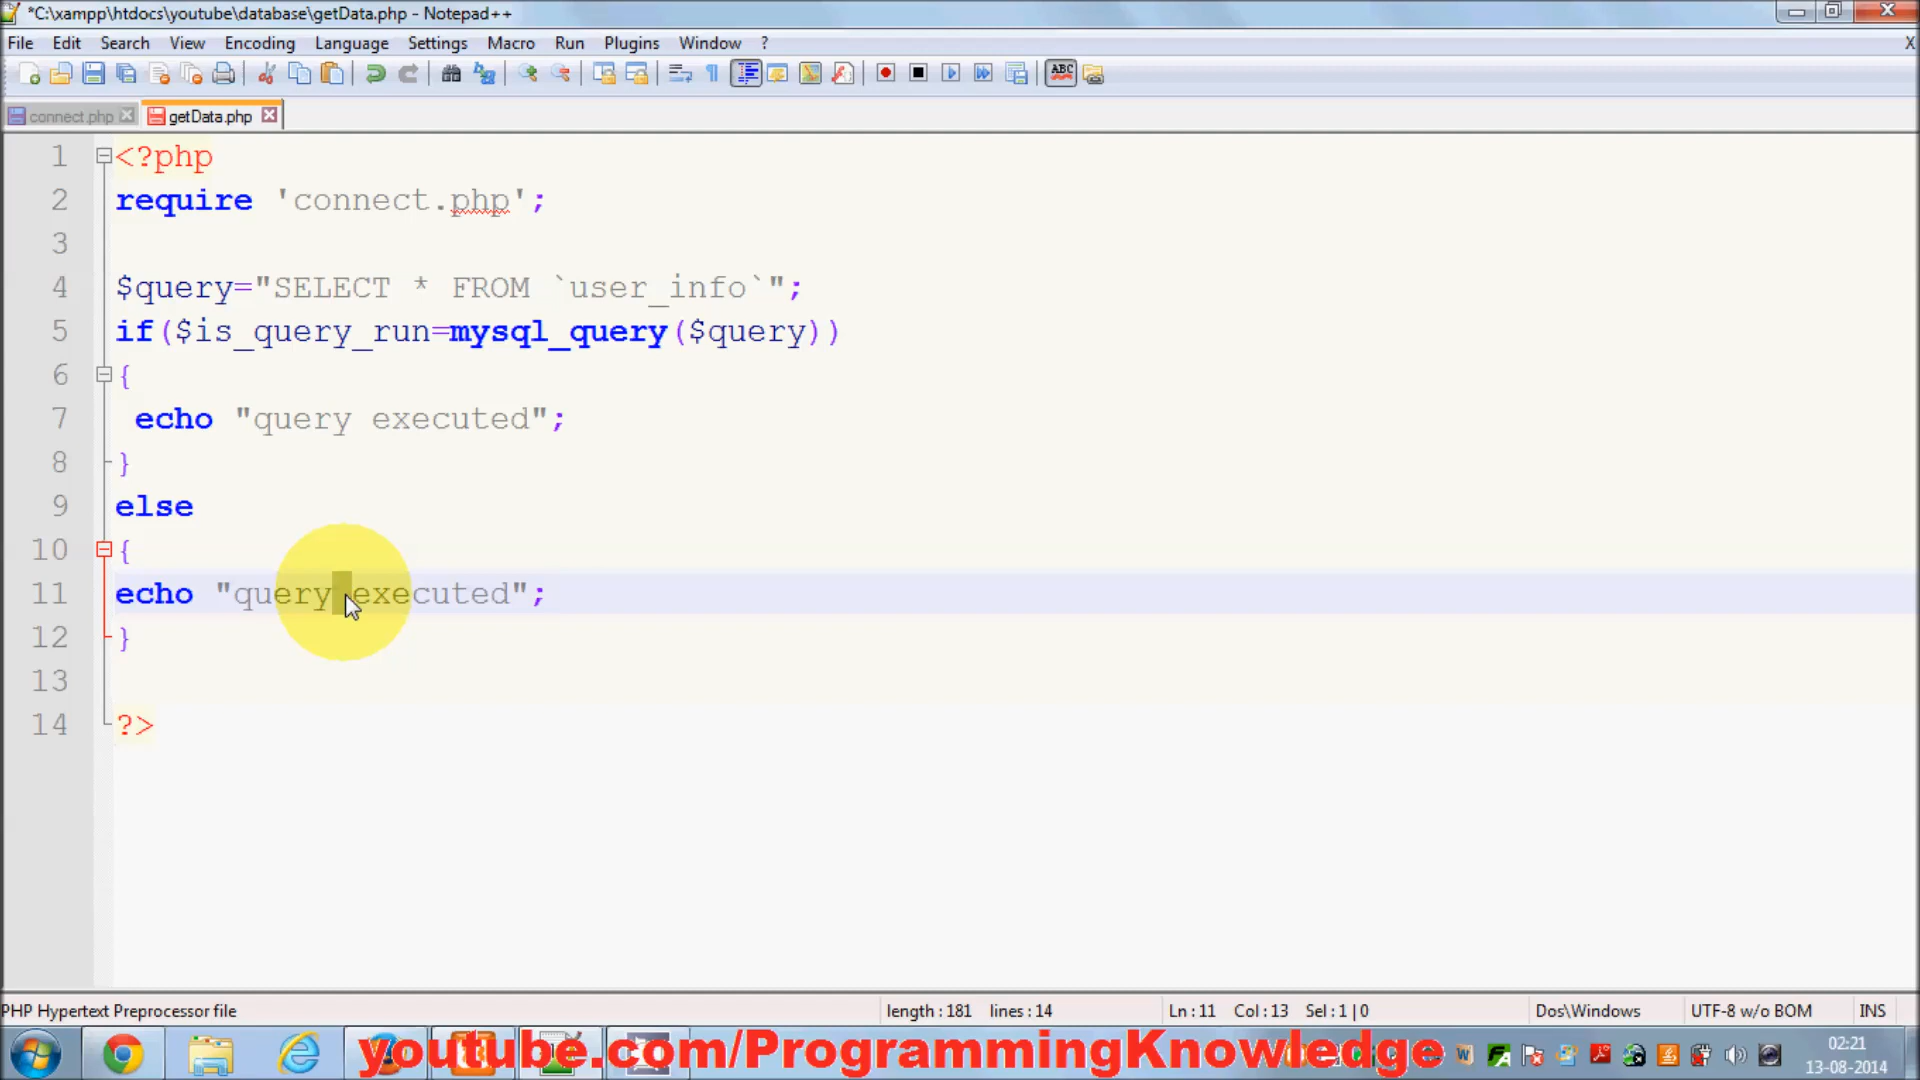 *C:\xampp\htdocs\youtube\database\getData.php - Notepad++
File Edit Search View Encoding Language Settings Macro Run Plugins Window ? X
ABC
connect.php getData.php
1 <?php
2 require 'connect.php';
3
4 $query="SELECT * FROM `user_info`";
5 if($is_query_run=mysql_query($query))
6 {
7 echo "query executed";
8 }
9 else
10 {
11 echo "query executed";
12 }
13
14 ?>
PHP Hypertext Preprocessor file length : 181 lines : 14 Ln : 11 Col : 13 Sel : 1 | 0 Dos\Windows UTF-8 w/o BOM INS
youtube.com/ProgrammingKnowledge
02:21
13-08-2014